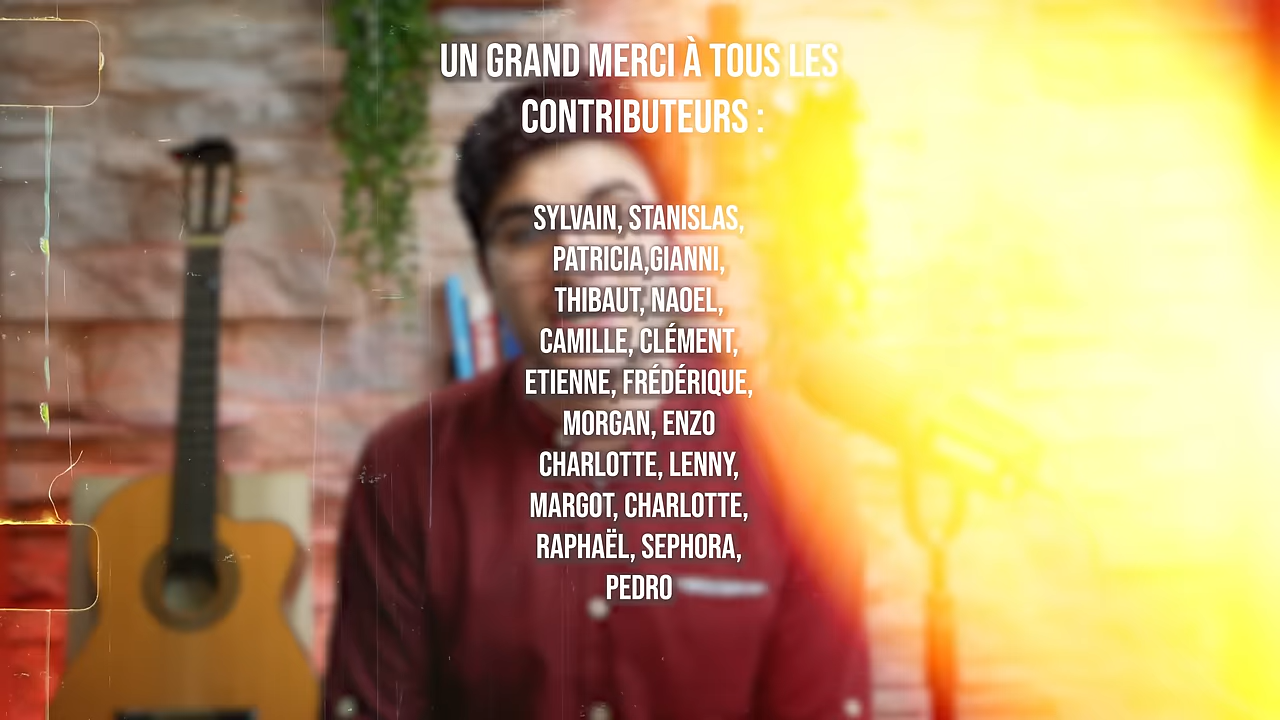 UN GRAND MERCI À TOUS LES
CONTRIBUTEURS :
SYLVAIN, STANISLAS,
PATRICIA,GIANNI,
THIBAUT, NAOEL,
CAMILLE, CLÉMENT,
ETIENNE, FRÉDÉRIQUE,
MORGAN, ENZO
CHARLOTTE, LENNY,
MARGOT, CHARLOTTE,
RAPHAËL, SEPHORA,
PEDRO